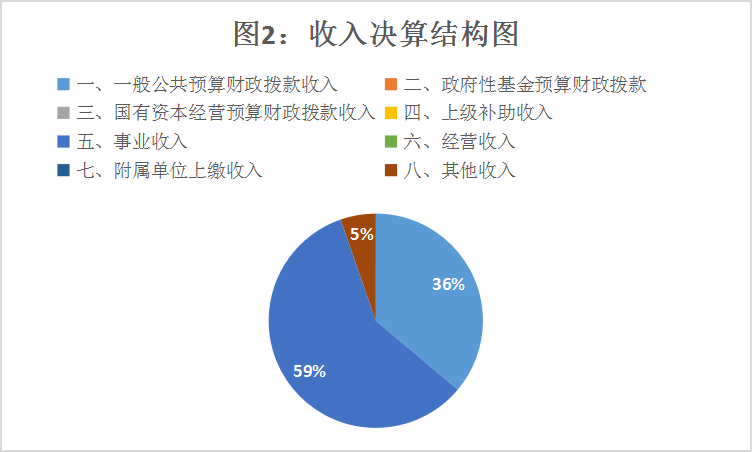 图2：收入决算结构图
一、一般公共预算财政拨款收入 二、政府性基金预算财政拨款
三、国有资本经营预算财政拨款收入 四、上级补助收入
五、事业收入 六、经营收入
七、附属单位上缴收入 八、其他收入
5%
36%
59%